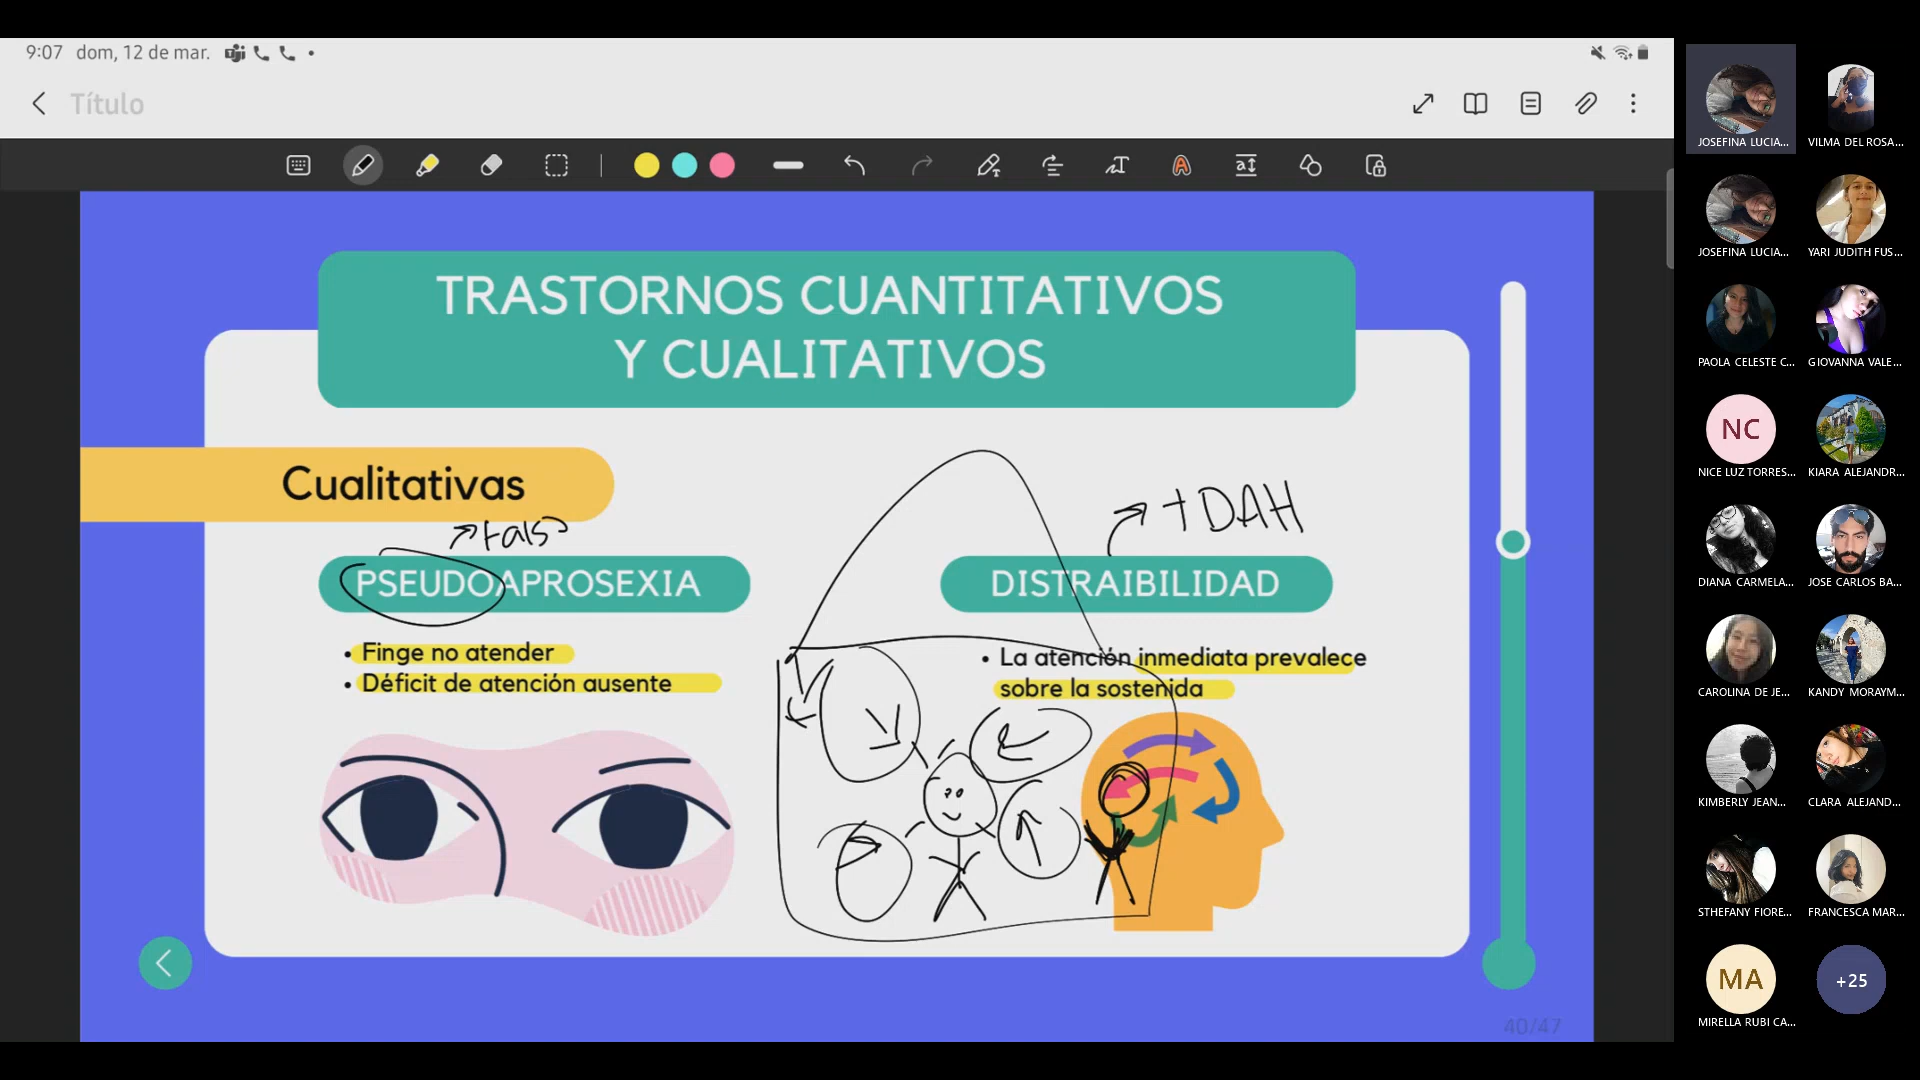 9:07 dom, 12 de mar.
Título
TRASTORNOS CUANTITATIVOS
Y CUALITATIVOS
Cualitativas
Falso
TDAH
PSEUDOAPROSEXIA
DISTRAIBILIDAD
• Finge no atender
• Déficit de atención ausente
• La atención inmediata prevalece
sobre la sostenida
40/47
JOSEFINA LUCIA...
VILMA DEL ROSA...
JOSEFINA LUCIA...
YARI JUDITH FUS...
PAOLA CELESTE C...
GIOVANNA VALE...
NC
NICE LUZ TORRES...
KIARA ALEJANDR...
DIANA CARMELA...
JOSE CARLOS BA...
CAROLINA DE JE...
KANDY MORAYM...
KIMBERLY JEAN...
CLARA ALEJAND...
STHEFANY FIORE...
FRANCESCA MAR...
MA
MIRELLA RUBI CA...
+25